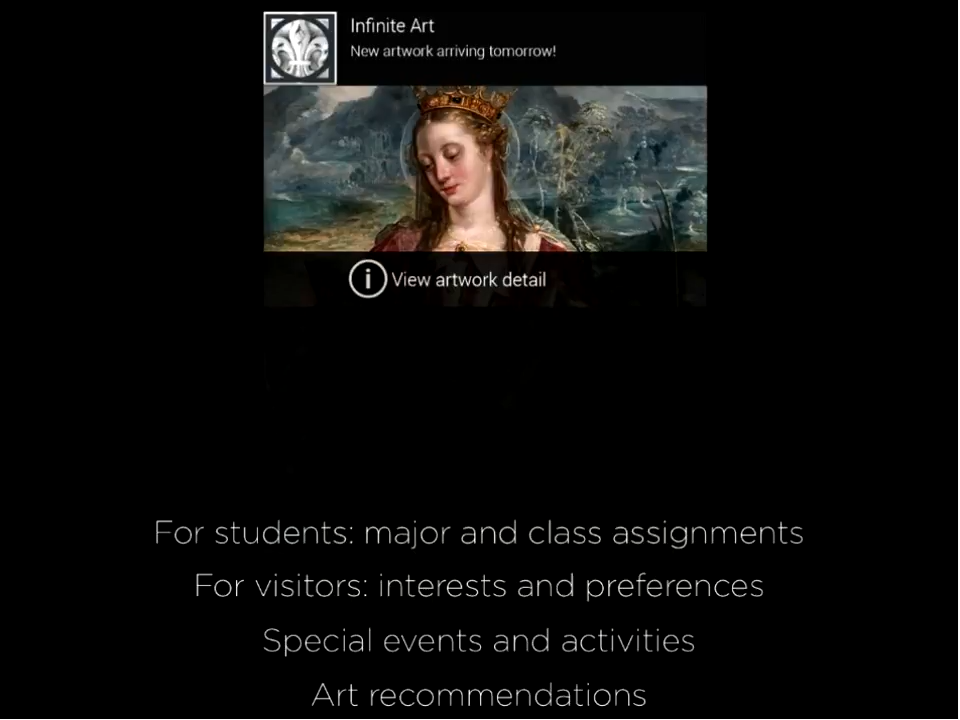 Infinite Art
New artwork arriving tomorrow!
i View artwork detail
For students: major and class assignments
For visitors: interests and preferences
Special events and activities
Art recommendations